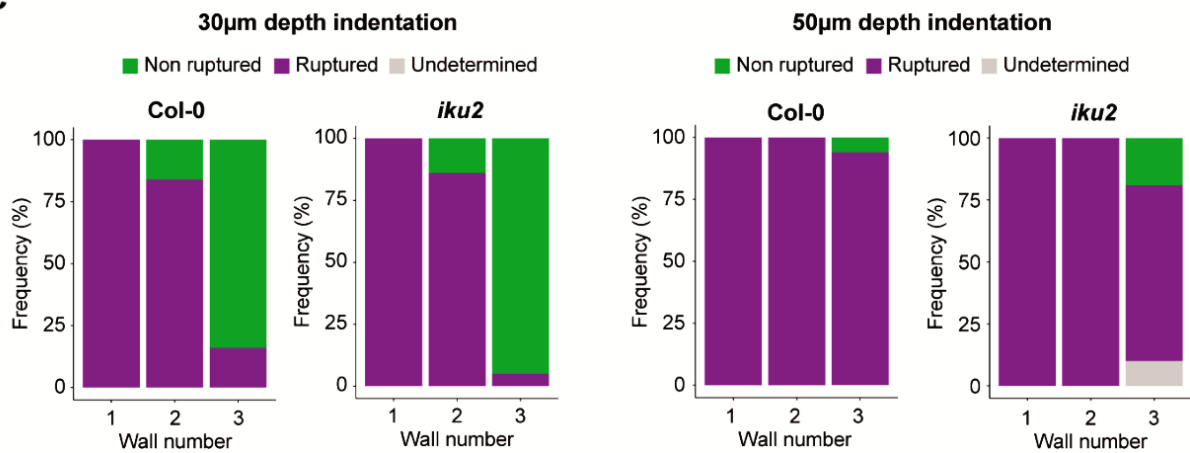 30µm depth indentation
Non ruptured Ruptured Undetermined
Col-0
100
75
50
25
0
Frequency (%)
1 2 3
Wall number
iku2
100
75
50
25
0
Frequency (%)
1 2 3
Wall number
50µm depth indentation
Non ruptured Ruptured Undetermined
Col-0
100
75
50
25
0
Frequency (%)
1 2 3
Wall number
iku2
100
75
50
25
0
Frequency (%)
1 2 3
Wall number